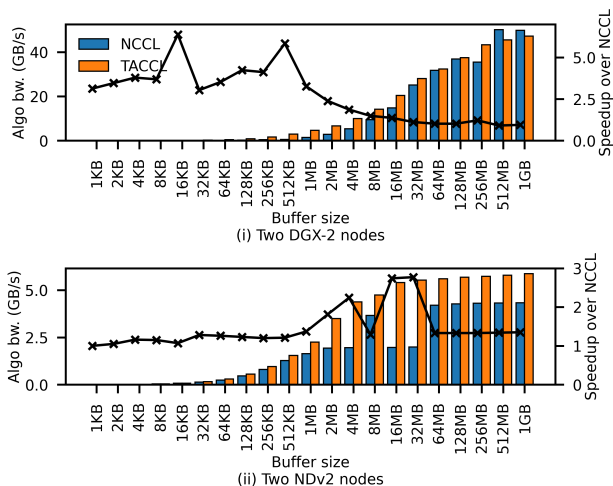 Algo bw. (GB/s)
40
20
0
NCCL
TACCL
5.0
2.5
0.0
Speedup over NCCL
1KB 2KB 4KB 8KB 16KB 32KB 64KB 128KB 256KB 512KB 1MB 2MB 4MB 8MB 16MB 32MB 64MB 128MB 256MB 512MB 1GB
Buffer size
(i) Two DGX-2 nodes
Algo bw. (GB/s)
5.0
2.5
0.0
3
2
1
0
Speedup over NCCL
1KB 2KB 4KB 8KB 16KB 32KB 64KB 128KB 256KB 512KB 1MB 2MB 4MB 8MB 16MB 32MB 64MB 128MB 256MB 512MB 1GB
Buffer size
(ii) Two NDv2 nodes